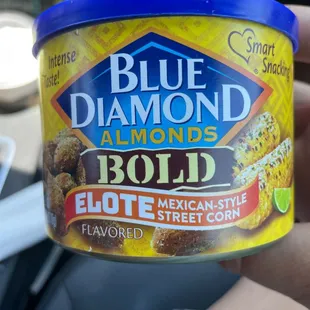 Intense
Taste!
Smart
Snacking
BLUE
DIAMOND
ALMONDS
BOLD
ELOTE MEXICAN-STYLE
STREET CORN
FLAVORED